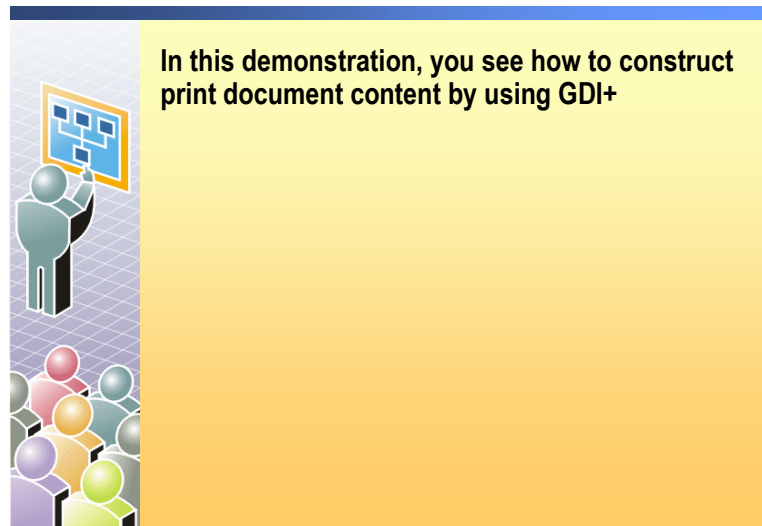 In this demonstration, you see how to construct
print document content by using GDI+